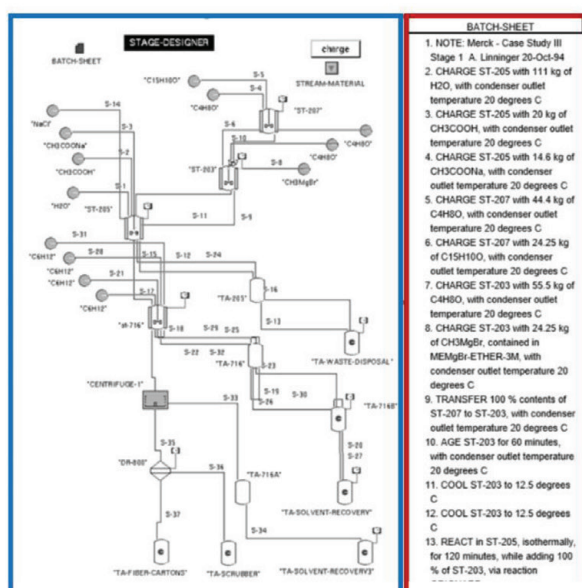 STAGE-DESIGNER
charge
BATCH-SHEET
STREAM-MATERIAL
"C15H10O"
S-5
S-4
"C4H8O"
"ST-207"
S-14
"NaCl"
S-3
S-6
S-10
"C4H8O"
"CH3COONa"
S-2
"ST-203"
S-8
"C4H8O"
"CH3COOH"
"CH3MgBr"
S-1
"H2O"
"ST-205"
S-11
S-9
S-31
S-28
S-15
S-12
S-24
"C6H12"
"C6H12"
S-21
"C6H12"
S-16
S-17
"TA-205"
"C6H12"
S-13
"st-716"
S-18
S-29
S-25
S-22
S-32
"TA-716"
S-23
"TA-WASTE-DISPOSAL"
"CENTRIFUGE-1"
S-33
S-19
S-26
S-30
"TA-716B"
S-35
S-20
S-27
"DR-800"
S-36
"TA-716A"
"TA-SOLVENT-RECOVERY"
S-37
S-34
"TA-FIBER-CARTONS"
"TA-SCRUBBER"
"TA-SOLVENT-RECOVERY3"
BATCH-SHEET
1. NOTE: Merck - Case Study III
Stage 1 A. Linninger 20-Oct-94
2. CHARGE ST-205 with 111 kg of
H2O, with condenser outlet
temperature 20 degrees C
3. CHARGE ST-205 with 20 kg of
CH3COOH, with condenser outlet
temperature 20 degrees C
4. CHARGE ST-205 with 14.6 kg of
CH3COONa, with condenser
outlet temperature 20 degrees C
5. CHARGE ST-207 with 44.4 kg of
C4H8O, with condenser outlet
temperature 20 degrees C
6. CHARGE ST-207 with 24.25 kg
of C15H10O, with condenser
outlet temperature 20 degrees C
7. CHARGE ST-203 with 55.5 kg of
C4H8O, with condenser outlet
temperature 20 degrees C
8. CHARGE ST-203 with 24.25 kg
of CH3MgBr, contained in
MEMgBr-ETHER-3M, with
condenser outlet temperature 20
degrees C
9. TRANSFER 100 % contents of
ST-207 to ST-203, with condenser
outlet temperature 20 degrees C
10. AGE ST-203 for 60 minutes,
with condenser outlet temperature
20 degrees C
11. COOL ST-203 to 12.5 degrees
C
12. COOL ST-203 to 12.5 degrees
C
13. REACT in ST-205, isothermally,
for 120 minutes, while adding 100
% of ST-203, via reaction